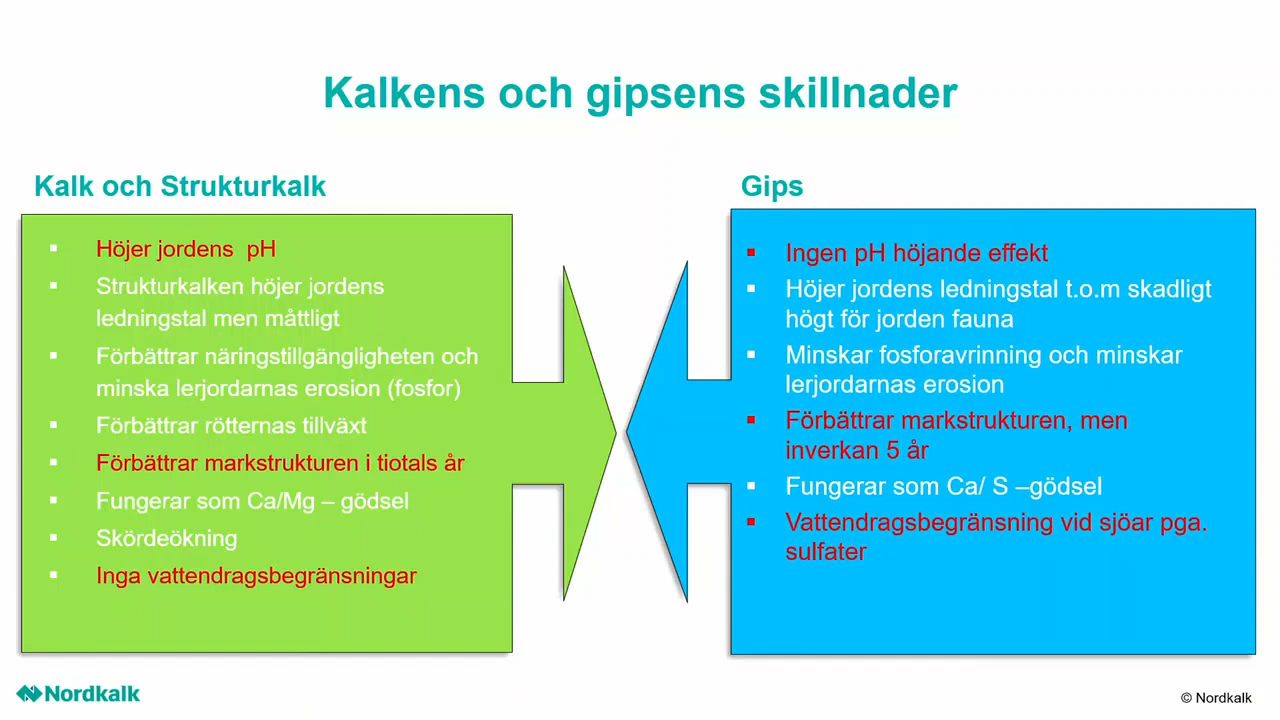 Kalkens och gipsens skillnader
Kalk och Strukturkalk
Höjer jordens pH
Strukturkalken höjer jordens
ledningstal men måttligt
Förbättrar näringstillgängligheten och
minska lerjordarnas erosion (fosfor)
Förbättrar rötternas tillväxt
Förbättrar markstrukturen i tiotals år
Fungerar som Ca/Mg – gödsel
Skördeökning
Inga vattendragsbegränsningar
Gips
Ingen pH höjande effekt
Höjer jordens ledningstal t.o.m skadligt
högt för jorden fauna
Minskar fosforavrinning och minskar
lerjordarnas erosion
Förbättrar markstrukturen, men
inverkan 5 år
Fungerar som Ca/ S –gödsel
Vattendragsbegränsning vid sjöar pga.
sulfater
Nordkalk
© Nordkalk